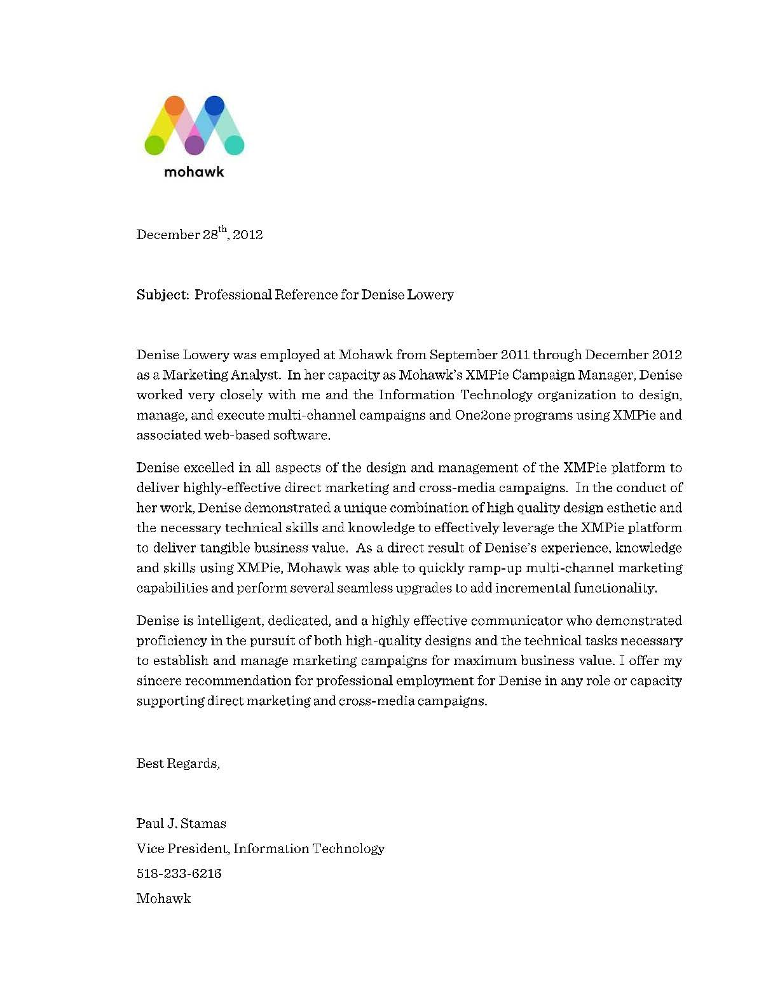 mohawk
December 28th, 2012
Subject: Professional Reference for Denise Lowery
Denise Lowery was employed at Mohawk from September 2011 through December 2012
as a Marketing Analyst. In her capacity as Mohawk's XMPie Campaign Manager, Denise
worked very closely with me and the Information Technology organization to design,
manage, and execute multi-channel campaigns and One2one programs using XMPie and
associated web-based software.
Denise excelled in all aspects of the design and management of the XMPie platform to
deliver highly-effective direct marketing and cross-media campaigns. In the conduct of
her work, Denise demonstrated a unique combination of high quality design esthetic and
the necessary technical skills and knowledge to effectively leverage the XMPie platform
to deliver tangible business value. As a direct result of Denise's experience, knowledge
and skills using XMPie, Mohawk was able to quickly ramp-up multi-channel marketing
capabilities and perform several seamless upgrades to add incremental functionality.
Denise is intelligent, dedicated, and a highly effective communicator who demonstrated
proficiency in the pursuit of both high-quality designs and the technical tasks necessary
to establish and manage marketing campaigns for maximum business value. I offer my
sincere recommendation for professional employment for Denise in any role or capacity
supporting direct marketing and cross-media campaigns.
Best Regards,
Paul J. Stamas
Vice President, Information Technology
518-233-6216
Mohawk